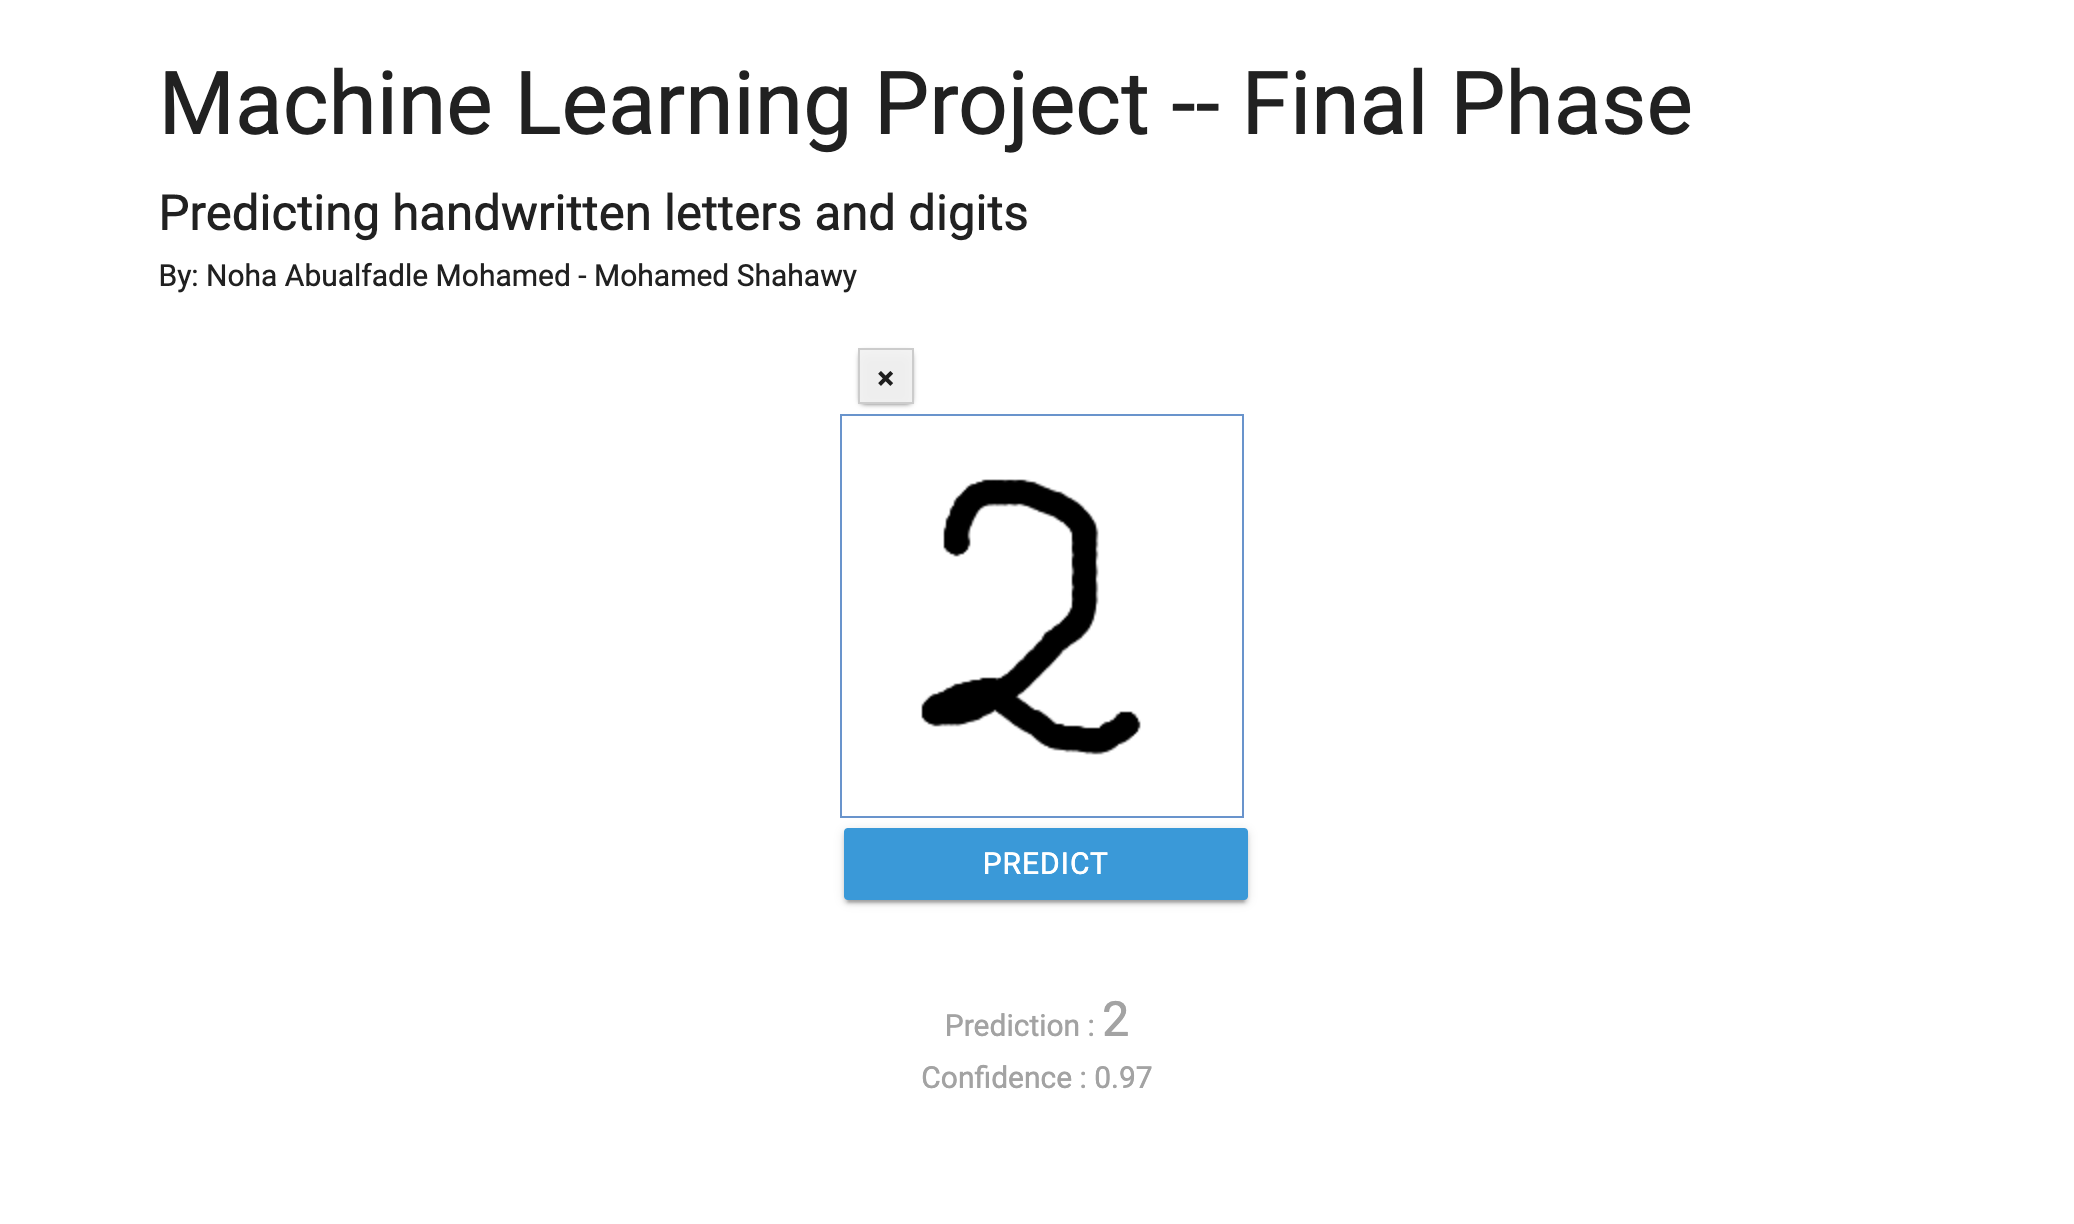 Machine Learning Project -- Final Phase
Predicting handwritten letters and digits
By: Noha Abualfadle Mohamed - Mohamed Shahawy
×
2
PREDICT
Prediction : 2
Confidence : 0.97